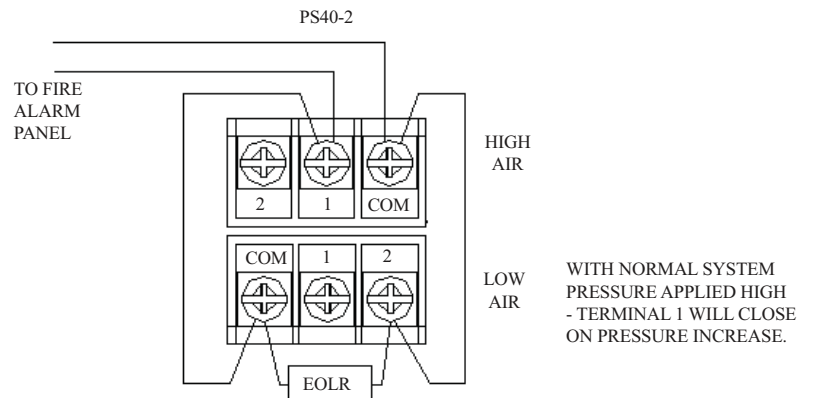 PS40-2
TO FIRE
ALARM
PANEL
HIGH
AIR
2 1 COM
COM 1 2
LOW
AIR
WITH NORMAL SYSTEM
PRESSURE APPLIED HIGH
- TERMINAL 1 WILL CLOSE
ON PRESSURE INCREASE.
EOLR